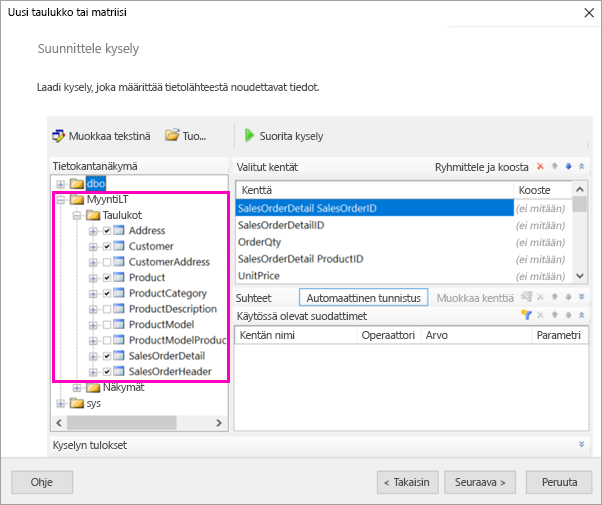 Uusi taulukko tai matriisi
Suunnittele kysely
Laadi kysely, joka määrittää tietolähteestä noudettavat tiedot.
Muokkaa tekstinä Tuo... Suorita kysely
Tietokantanäkymä
dbo
MyyntiLT
Taulukot
Address
Customer
CustomerAddress
Product
ProductCategory
ProductDescription
ProductModel
ProductModelProduc
SalesOrderDetail
SalesOrderHeader
Näkymät
sys
Valitut kentät Ryhmittele ja koosta
Kenttä Kooste
SalesOrderDetail SalesOrderID (ei mitään)
SalesOrderDetailID (ei mitään)
OrderQty (ei mitään)
SalesOrderDetail ProductID (ei mitään)
UnitPrice (ei mitään)
Suhteet Automaattinen tunnistus Muokkaa kenttiä
Käytössä olevat suodattimet
Kentän nimi Operaattori Arvo Parametri
Kyselyn tulokset
Ohje < Takaisin Seuraava > Peruuta